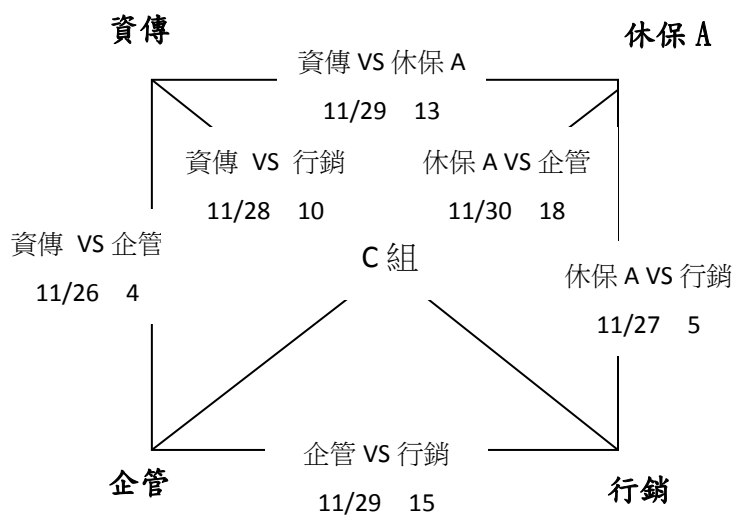 資傳
休保 A
資傳 VS 休保 A
11/29 13
資傳 VS 行銷
11/28 10
休保 A VS 企管
11/30 18
資傳 VS 企管
11/26 4
C 組
休保 A VS 行銷
11/27 5
企管 VS 行銷
11/29 15
企管
行銷